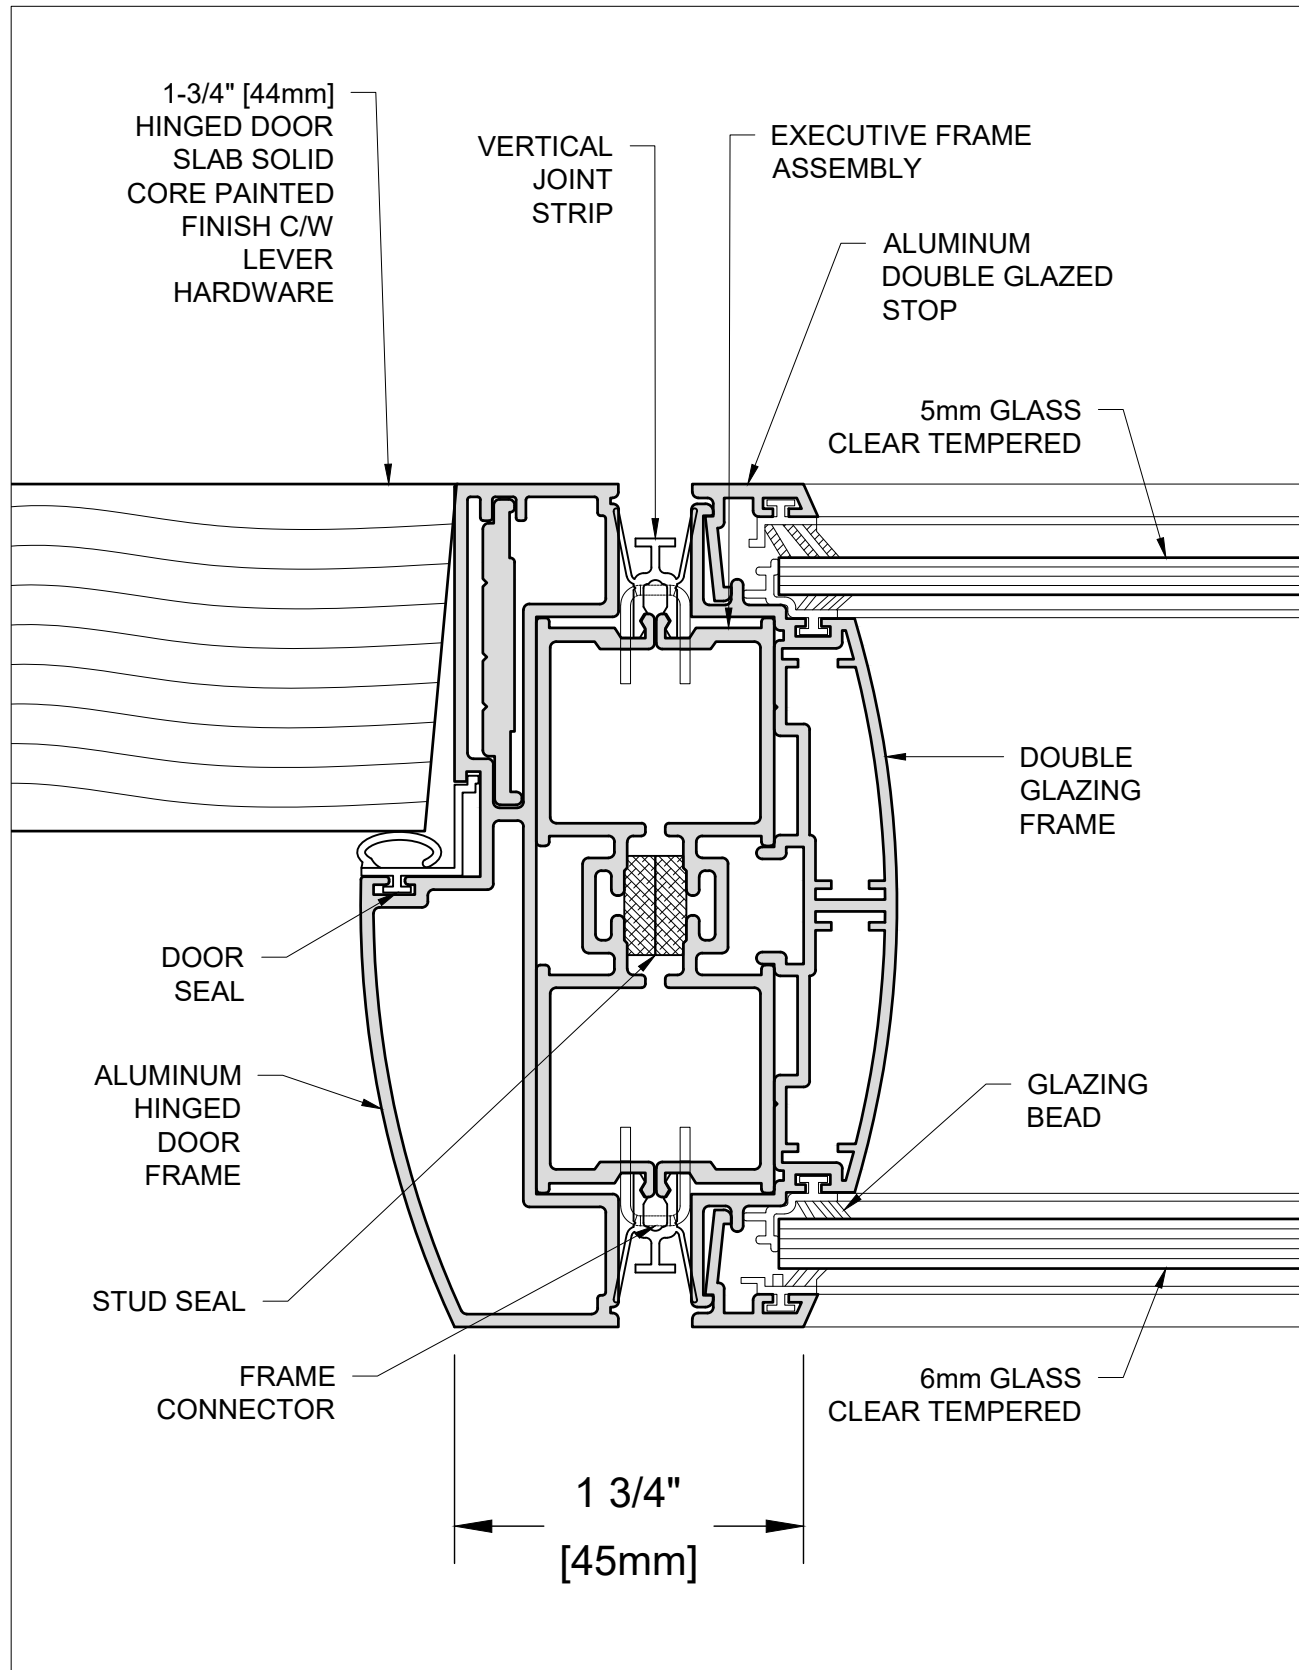 1-3/4" [44mm]
HINGED DOOR
SLAB SOLID
CORE PAINTED
FINISH C/W
LEVER
HARDWARE
VERTICAL
JOINT
STRIP
EXECUTIVE FRAME
ASSEMBLY
ALUMINUM
DOUBLE GLAZED
STOP
5mm GLASS
CLEAR TEMPERED
DOUBLE
GLAZING
FRAME
DOOR
SEAL
ALUMINUM
HINGED
DOOR
FRAME
GLAZING
BEAD
STUD SEAL
FRAME
CONNECTOR
6mm GLASS
CLEAR TEMPERED
1 3/4"
[45mm]